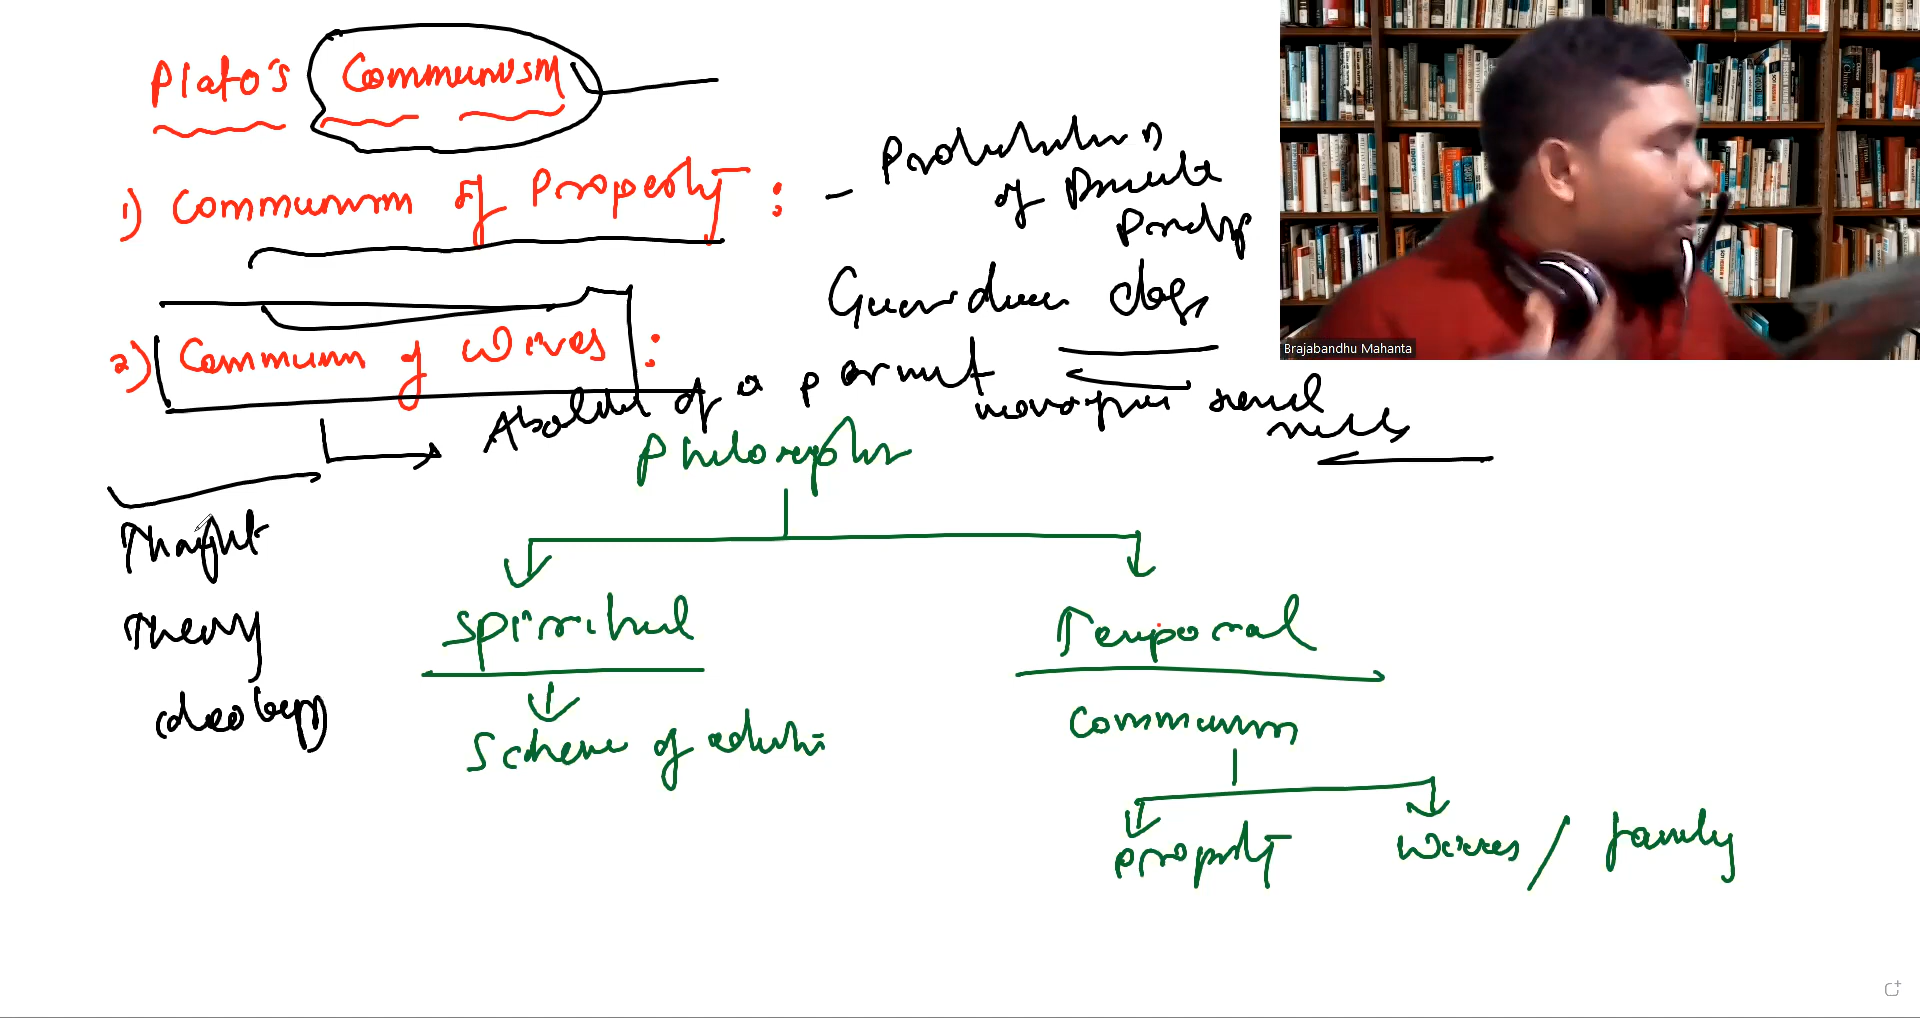 Plato's Communism
1) Communism of Property : - Prohibition
of Private
Property
Guardian class
2) Communism of Wives :
Abolition of a permanent monogamous sexual
Philosopher
Thought
Theory
ideology
Spiritual
Temporal
Scheme of education
Communism
Property
Wives / family
Brajabandhu Mahanta